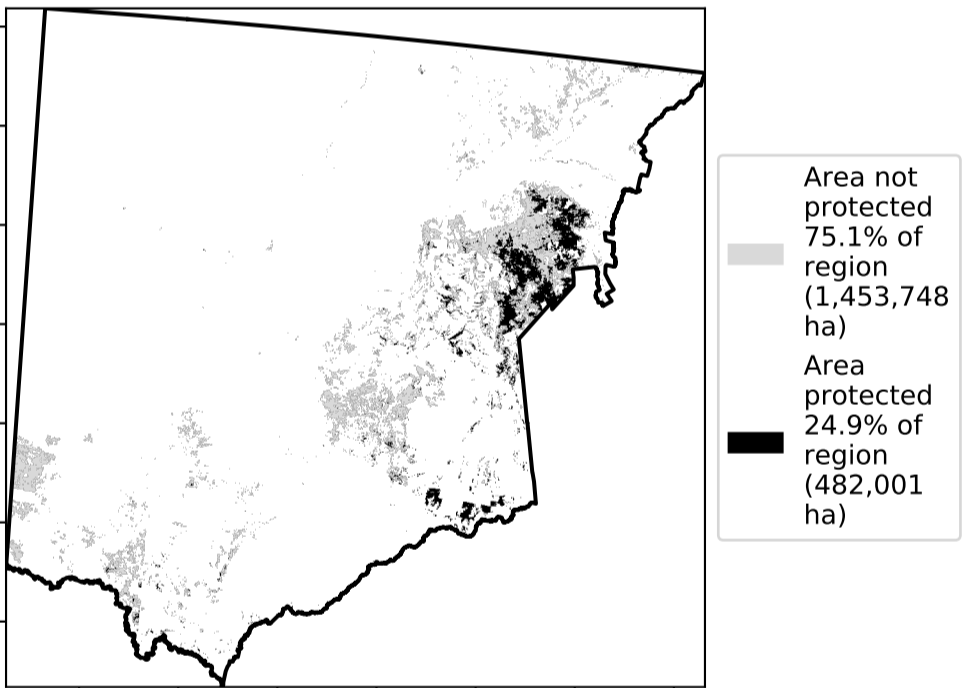 Area not
protected
75.1% of
region
(1,453,748
ha)
Area
protected
24.9% of
region
(482,001
ha)